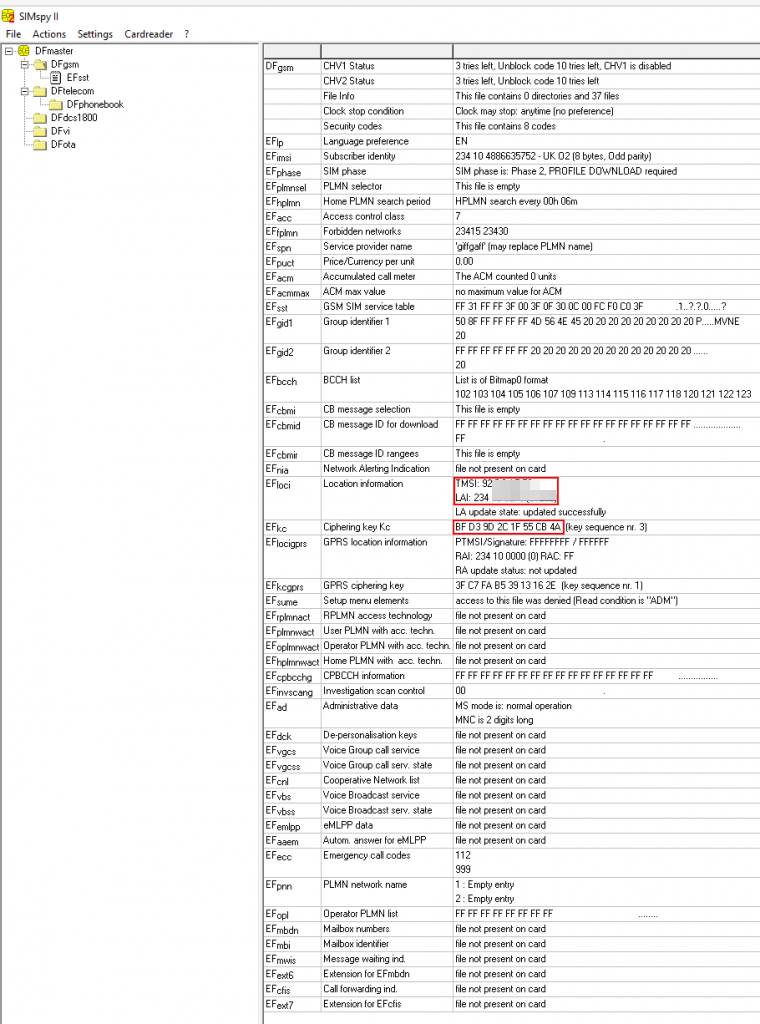 SIMspy II
File Actions Settings Cardreader ?
DFmaster
DFgsm
EFsst
DFtelecom
DFphonebook
DFdcs1800
DFvi
DFota
DFgsm CHV1 Status 3 tries left, Unblock code 10 tries left, CHV1 is disabled
CHV2 Status 3 tries left, Unblock code 10 tries left
File Info This file contains 0 directories and 37 files
Clock stop condition Clock may stop: anytime (no preference)
Security codes This file contains 8 codes
EFlp Language preference EN
EFimsi Subscriber identity 234 10 4886635752 - UK O2 (8 bytes, Odd parity)
EFphase SIM phase SIM phase is: Phase 2, PROFILE DOWNLOAD required
EFplmnsel PLMN selector This file is empty
EFhplmn Home PLMN search period HPLMN search every 00h 06m
EFacc Access control class 7
EFfplmn Forbidden networks 23415 23430
EFspn Service provider name 'giffgaff' (may replace PLMN name)
EFpuct Price/Currency per unit 0.00
EFacm Accumulated call meter The ACM counted 0 units
EFacmmax ACM max value no maximum value for ACM
EFsst GSM SIM service table FF 31 FF FF 3F 00 3F 0F 30 0C 00 FC F0 C0 3F .1..?.?.0.....?
EFgid1 Group identifier 1 50 8F FF FF FF FF 4D 56 4E 45 20 20 20 20 20 20 20 20 20 P.....MVNE
20
EFgid2 Group identifier 2 FF FF FF FF FF FF 20 20 20 20 20 20 20 20 20 20 20 20 20 ......
20
EFbcch BCCH list List is of Bitmap0 format
102 103 104 105 106 107 109 113 114 115 116 117 118 120 121 122 123
EFcbmi CB message selection This file is empty
EFcbmid CB message ID for download FF FF FF FF FF FF FF FF FF FF FF FF FF FF FF FF FF FF FF ...................
FF .
EFcbmir CB message ID rangees This file is empty
EFnia Network Alerting Indication file not present on card
EFloci Location information TMSI: 92
LAI: 234
LA update state: updated successfully
EFkc Ciphering key Kc BF D3 9D 2C 1F 55 CB 4A (key sequence nr. 3)
EFlocigprs GPRS location information PTMSI/Signature: FFFFFFFF / FFFFFF
RAI: 234 10 0000 (0) RAC: FF
RA update status: not updated
EFkcgprs GPRS ciphering key 3F C7 FA B5 39 13 16 2E (key sequence nr. 1)
EFsume Setup menu elements access to this file was denied (Read condition is "ADM")
EFrplmnact RPLMN access technology file not present on card
EFplmnwact User PLMN with acc. techn. file not present on card
EFoplmnwact Operator PLMN with acc. techn. file not present on card
EFhplmnwact Home PLMN with acc. techn. file not present on card
EFcpbcchg CPBCCH information FF FF FF FF FF FF FF FF FF FF FF FF FF FF FF FF ................
EFinvscang Investigation scan control 00 .
EFad Administrative data MS mode is: normal operation
MNC is 2 digits long
EFdck De-personalisation keys file not present on card
EFvgcs Voice Group call service file not present on card
EFvgcss Voice Group call serv. state file not present on card
EFcnl Cooperative Network list file not present on card
EFvbs Voice Broadcast service file not present on card
EFvbss Voice Broadcast serv. state file not present on card
EFemlpp eMLPP data file not present on card
EFaaem Autom. answer for eMLPP file not present on card
EFecc Emergency call codes 112
999
EFpnn PLMN network name 1 : Empty entry
2 : Empty entry
EFopl Operator PLMN list FF FF FF FF FF FF FF FF ........
EFmbdn Mailbox numbers file not present on card
EFmbi Mailbox identifier file not present on card
EFmwis Message waiting ind. file not present on card
EFext6 Extension for EFmbdn file not present on card
EFcfis Call forwarding ind. file not present on card
EFext7 Extension for EFcfis file not present on card